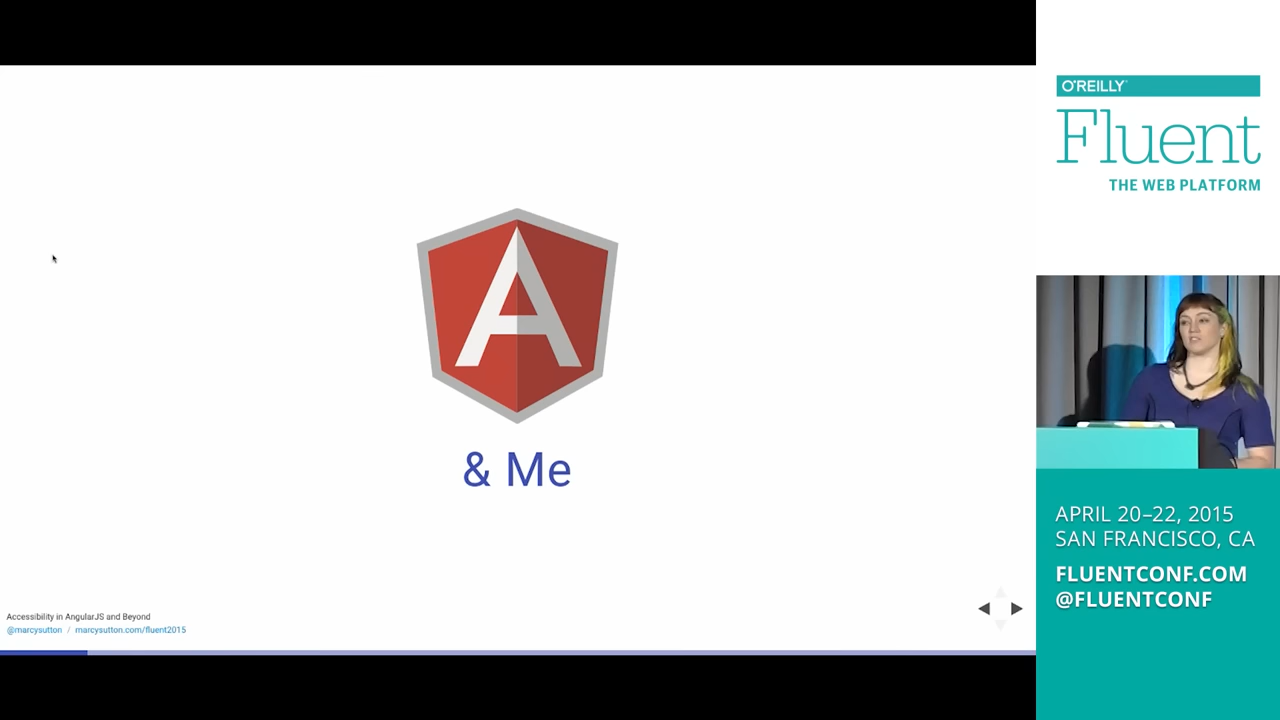 A
& Me
Accessibility in AngularJS and Beyond
@marcysutton / marcysutton.com/fluent2015
O'REILLY™
Fluent
THE WEB PLATFORM
APRIL 20–22, 2015
SAN FRANCISCO, CA
FLUENTCONF.COM
@FLUENTCONF